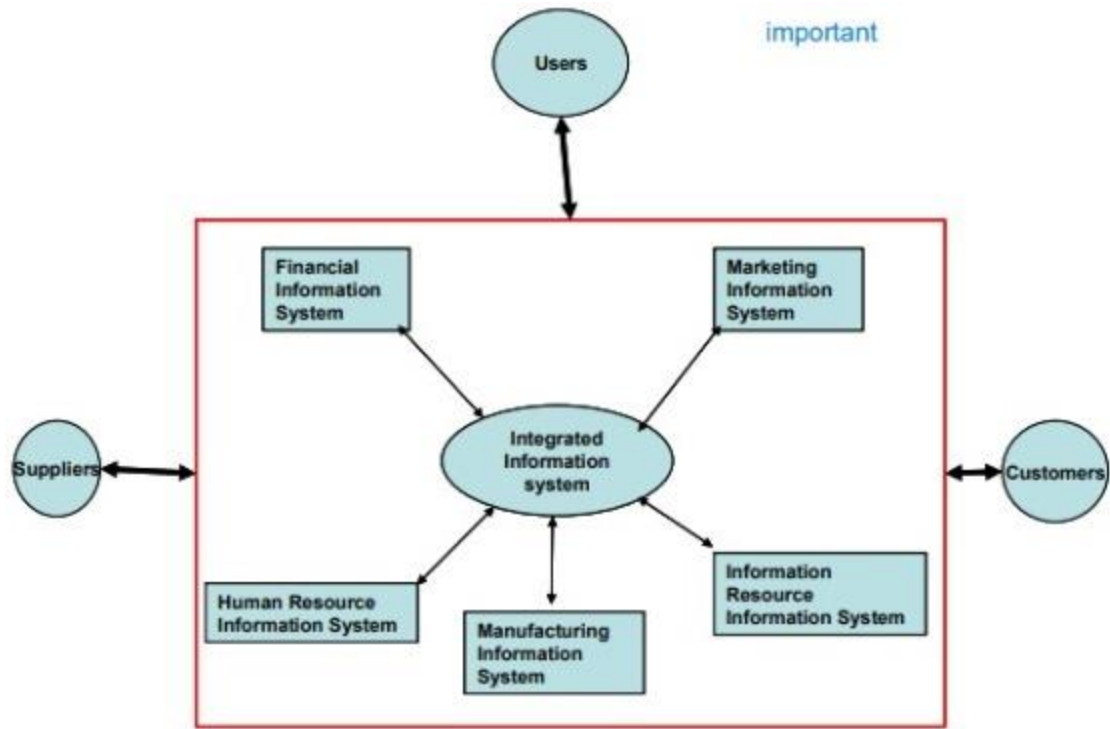 important
Users
Financial
Information
System
Marketing
Information
System
Integrated
Information
system
Suppliers
Customers
Human Resource
Information System
Manufacturing
Information
System
Information
Resource
Information System